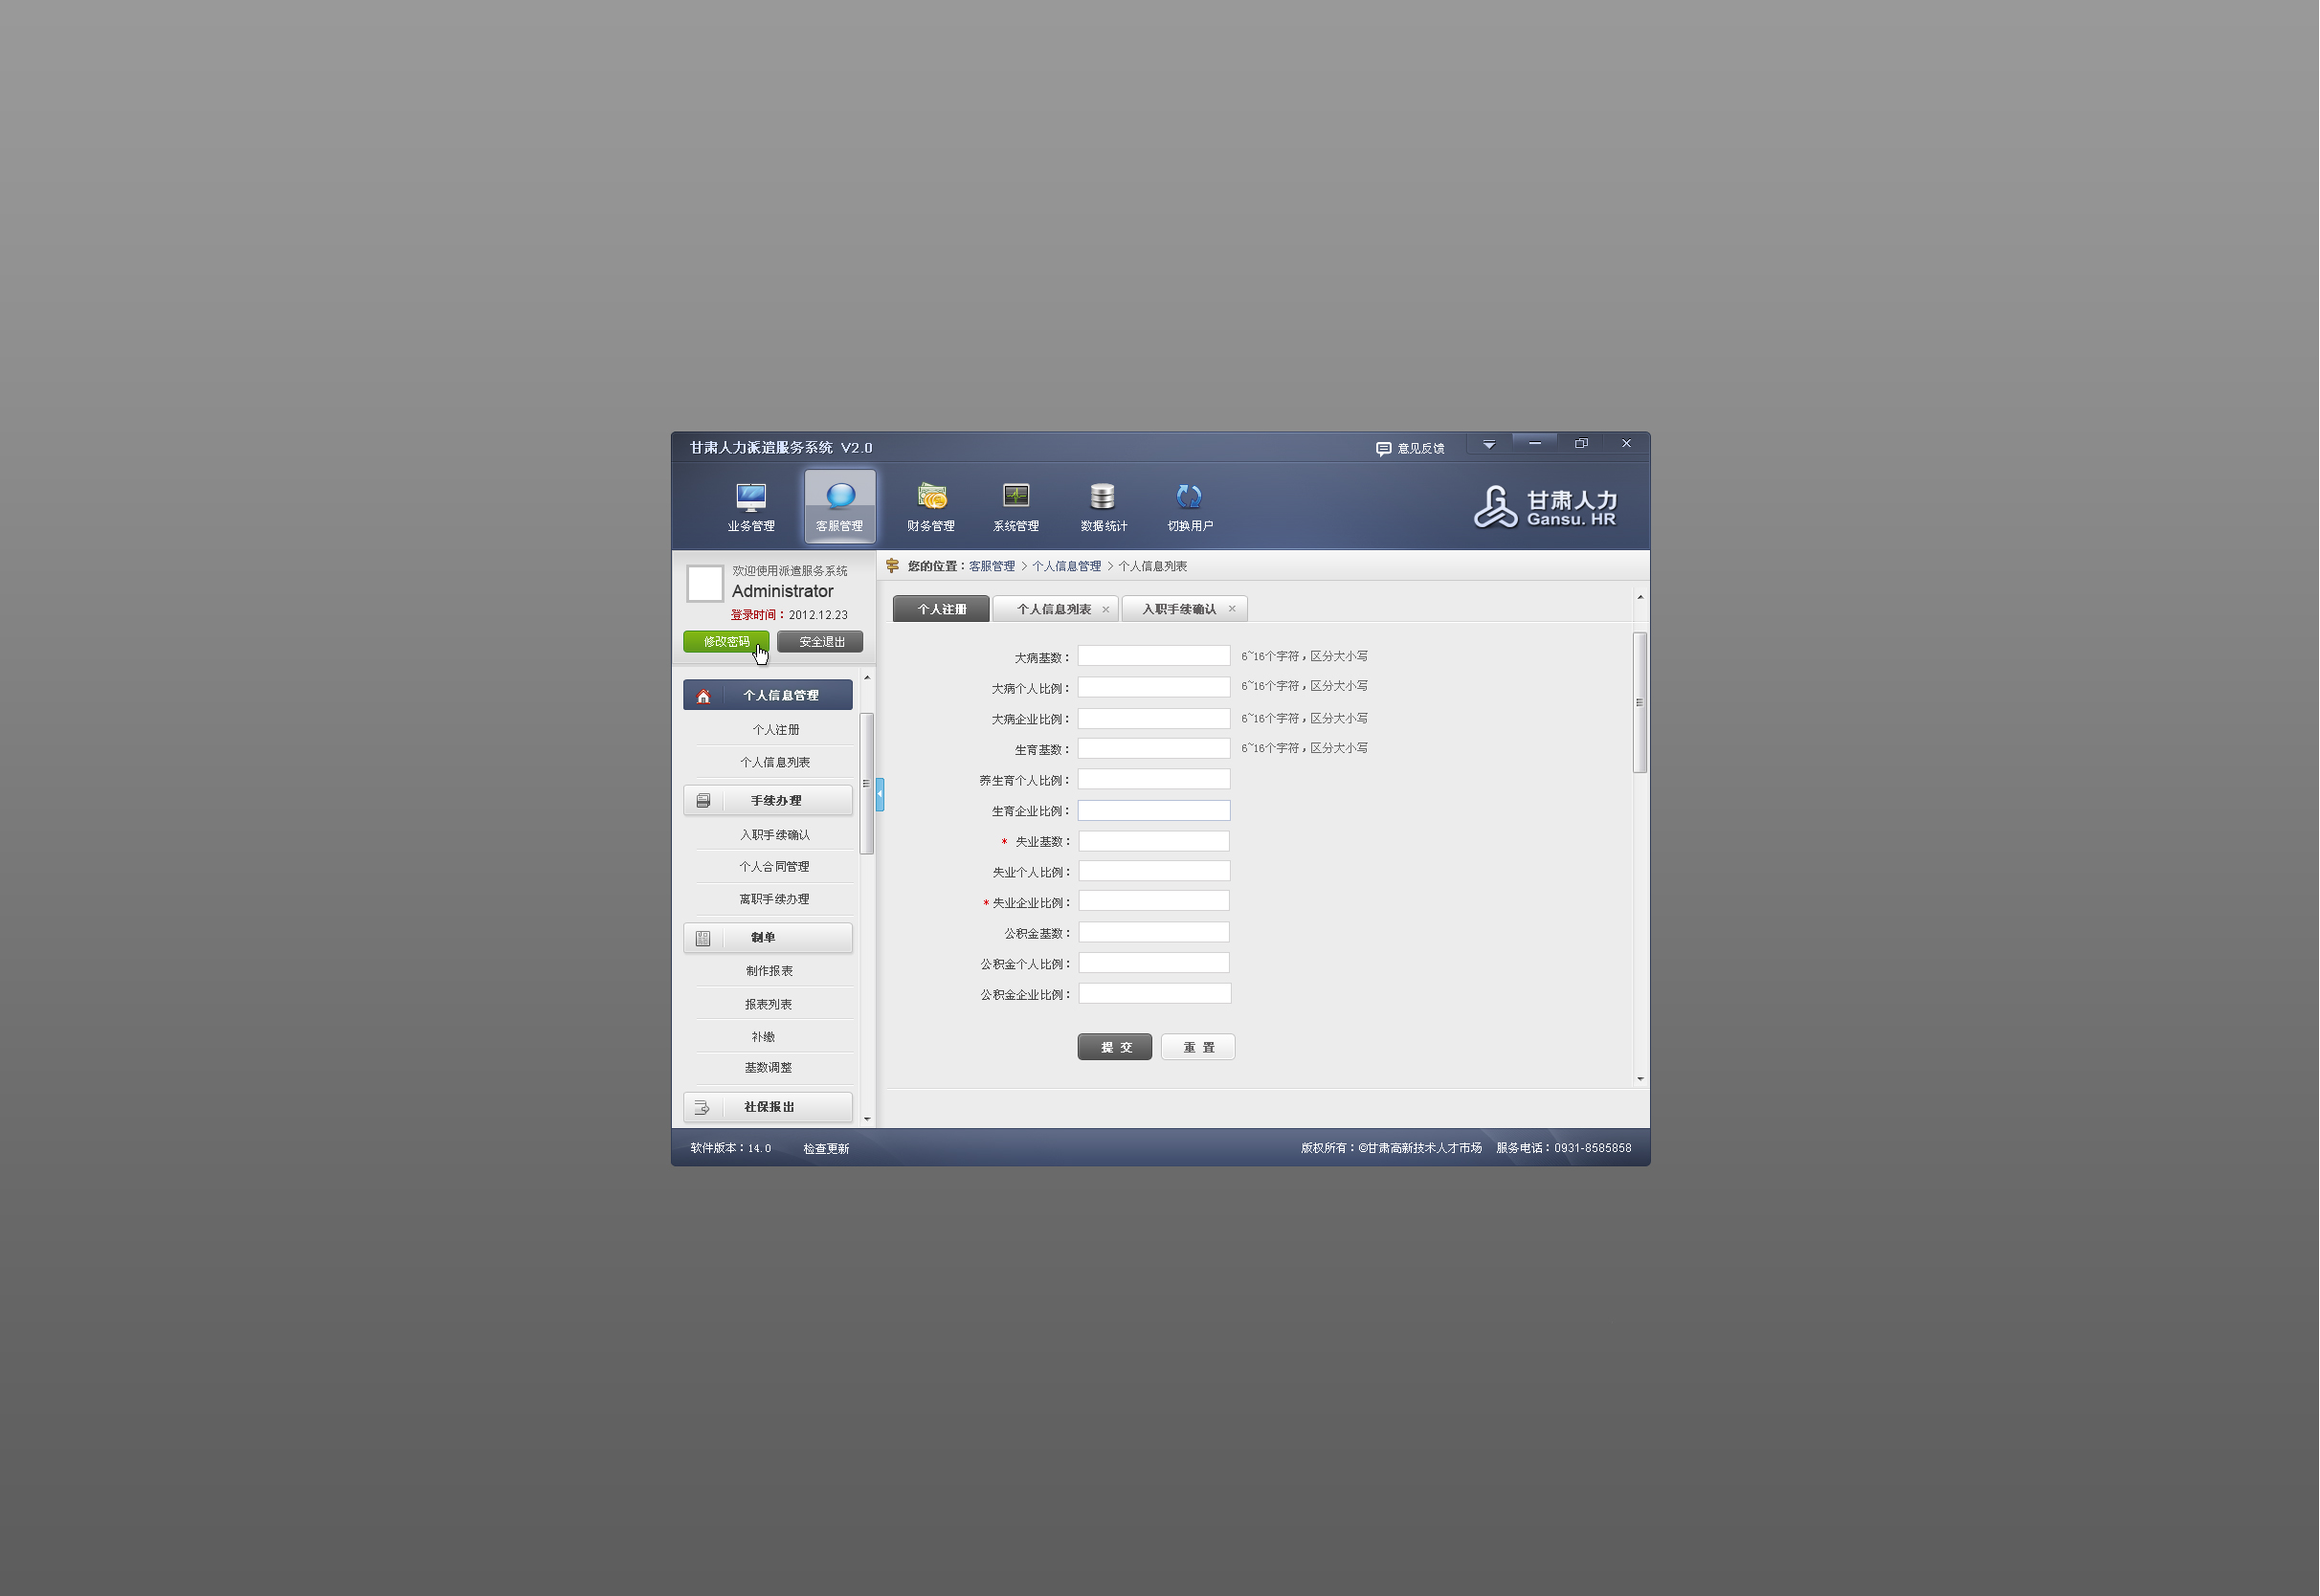 甘肃人力派遣服务系统 V2.0
意见反馈
业务管理
客服管理
财务管理
系统管理
数据统计
切换用户
甘肃人力
Gansu. HR
欢迎使用派遣服务系统
Administrator
登录时间：2012.12.23
修改密码
安全退出
您的位置：客服管理 > 个人信息管理 > 个人信息列表
个人信息管理
个人注册
个人信息列表
手续办理
入职手续确认
个人合同管理
离职手续办理
制单
制作报表
报表列表
补缴
基数调整
社保报出
个人注册
个人信息列表 ×
入职手续确认 ×
大病基数： 6~16个字符，区分大小写
大病个人比例： 6~16个字符，区分大小写
大病企业比例： 6~16个字符，区分大小写
生育基数： 6~16个字符，区分大小写
养生育个人比例：
生育企业比例：
* 失业基数：
失业个人比例：
* 失业企业比例：
公积金基数：
公积金个人比例：
公积金企业比例：
提 交
重 置
软件版本：14.0
检查更新
版权所有：©甘肃高新技术人才市场
服务电话：0931-8585858